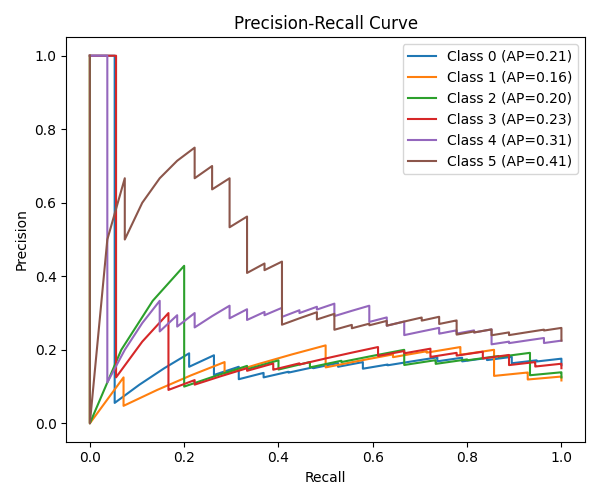 Precision-Recall Curve
Precision
1.0
0.8
0.6
0.4
0.2
0.0
Class 0 (AP=0.21)
Class 1 (AP=0.16)
Class 2 (AP=0.20)
Class 3 (AP=0.23)
Class 4 (AP=0.31)
Class 5 (AP=0.41)
0.0 0.2 0.4 0.6 0.8 1.0
Recall